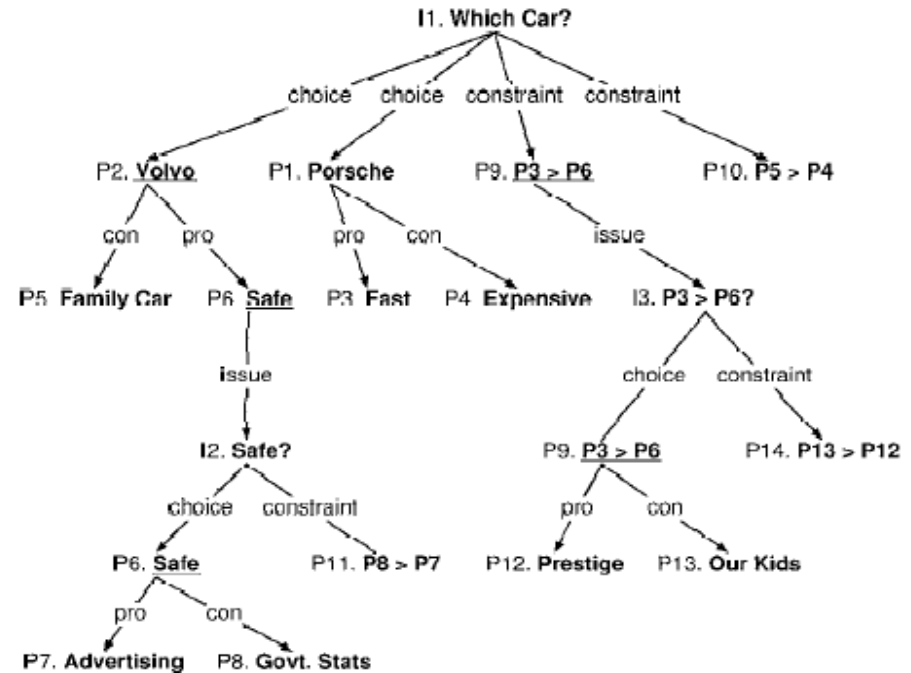 I1. Which Car?
choice choice constraint constraint
P2. Volvo P1. Porsche P9. P3 > P6 P10. P5 > P4
con pro pro con issue
P5 Family Car P6 Safe P3 Fast P4 Expensive I3. P3 > P6?
issue choice constraint
I2. Safe? P9. P3 > P6 P14. P13 > P12
choice constraint pro con
P6. Safe P11. P8 > P7 P12. Prestige P13. Our Kids
pro con
P7. Advertising P8. Govt. Stats